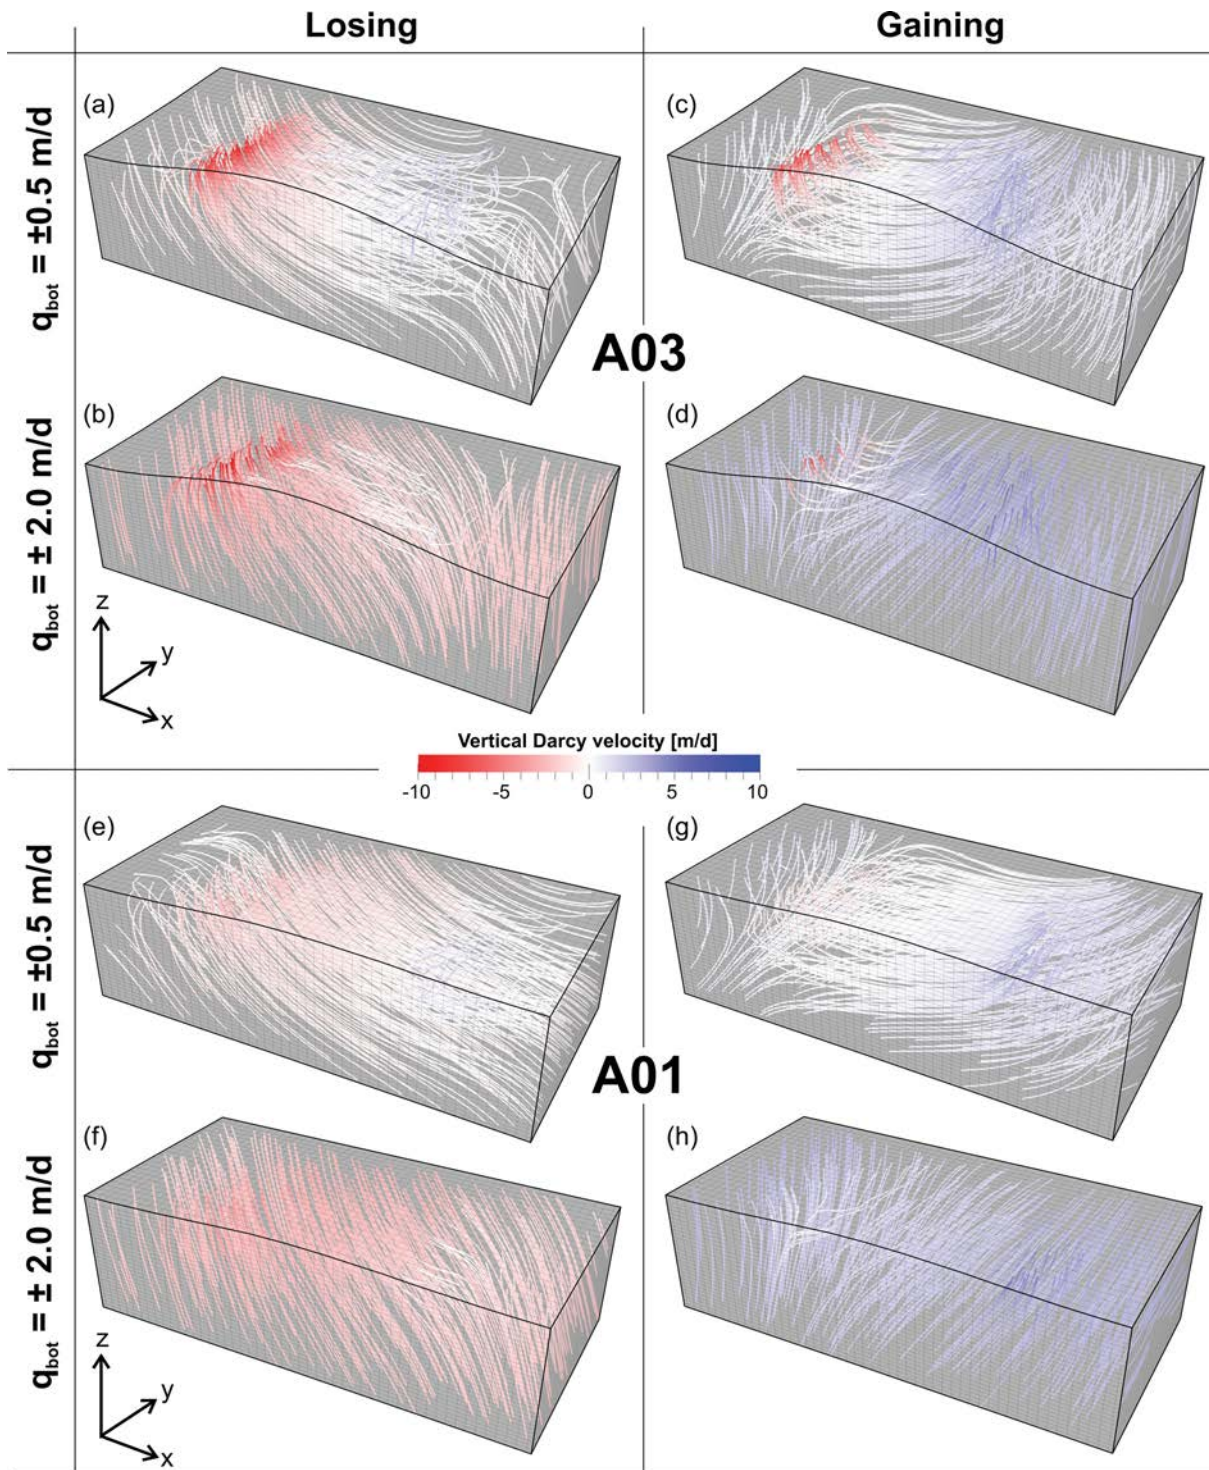 Losing
Gaining
q_bot = ±0.5 m/d
(a)
(c)
A03
q_bot = ± 2.0 m/d
(b)
(d)
z
y
x
Vertical Darcy velocity [m/d]
-10
-5
0
5
10
q_bot = ±0.5 m/d
(e)
(g)
A01
q_bot = ± 2.0 m/d
(f)
(h)
z
y
x